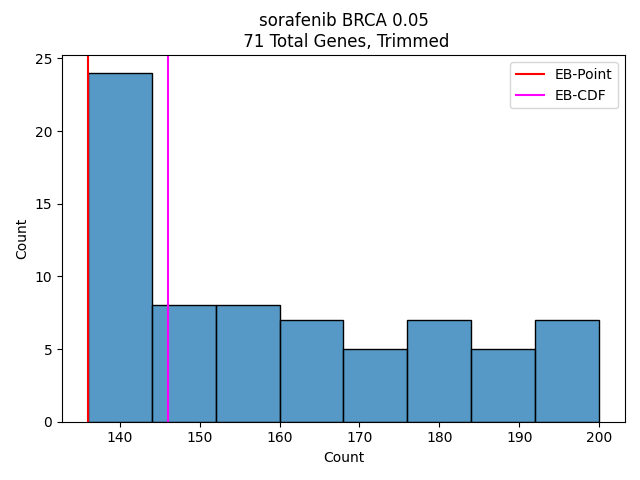 sorafenib BRCA 0.05
71 Total Genes, Trimmed
EB-Point
EB-CDF
Count
25
20
15
10
5
0
140
150
160
170
180
190
200
Count